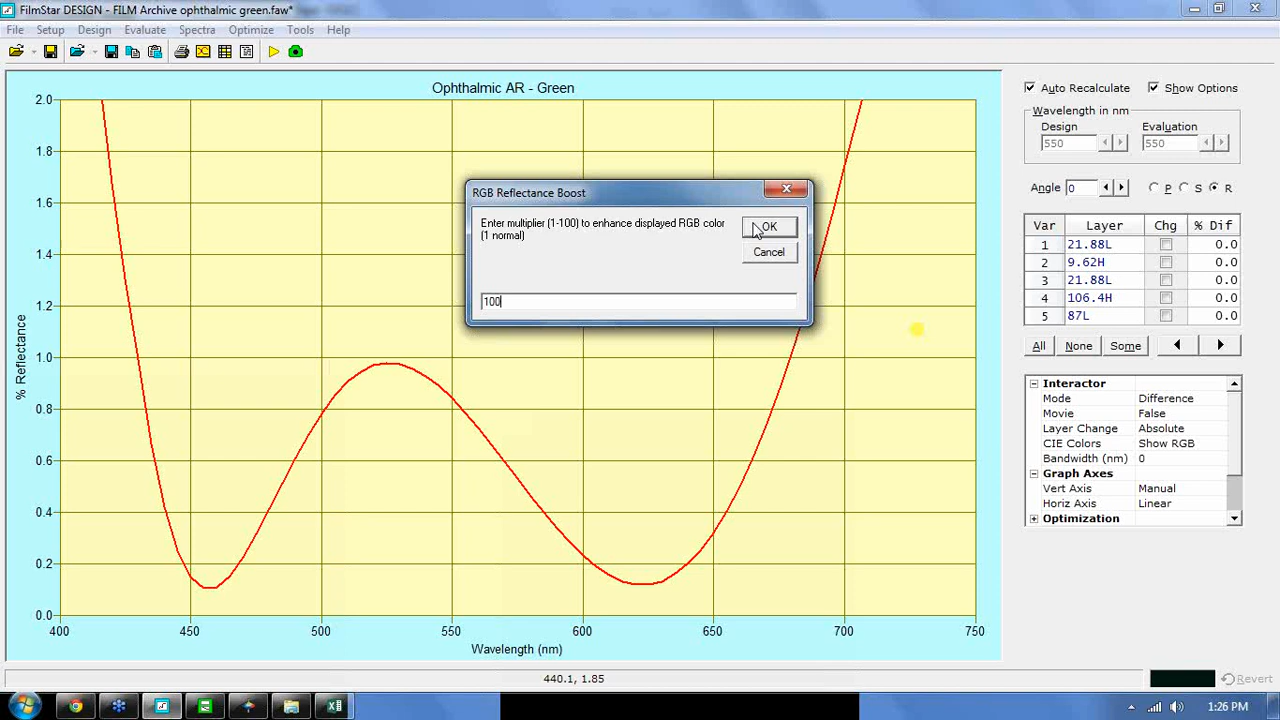 FilmStar DESIGN - FILM Archive ophthalmic green.faw*
File Setup Design Evaluate Spectra Optimize Tools Help
Ophthalmic AR - Green
2.0
1.8
1.6
1.4
1.2
1.0
0.8
0.6
0.4
0.2
0.0
% Reflectance
400 450 500 550 600 650 700 750
Wavelength (nm)
RGB Reflectance Boost
Enter multiplier (1-100) to enhance displayed RGB color
(1 normal)
OK
Cancel
100
Auto Recalculate Show Options
Wavelength in nm
Design Evaluation
550 550
Angle 0 P S R
Var Layer Chg % Dif
1 21.88L 0.0
2 9.62H 0.0
3 21.88L 0.0
4 106.4H 0.0
5 87L 0.0
All None Some
Interactor
Mode Difference
Movie False
Layer Change Absolute
CIE Colors Show RGB
Bandwidth (nm) 0
Graph Axes
Vert Axis Manual
Horiz Axis Linear
Optimization
440.1, 1.85
Revert
1:26 PM